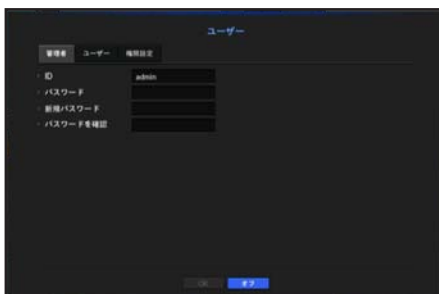 ユーザー
管理者 ユーザー 権限設定
ID admin
パスワード
新規パスワード
パスワードを確認
OK オフ